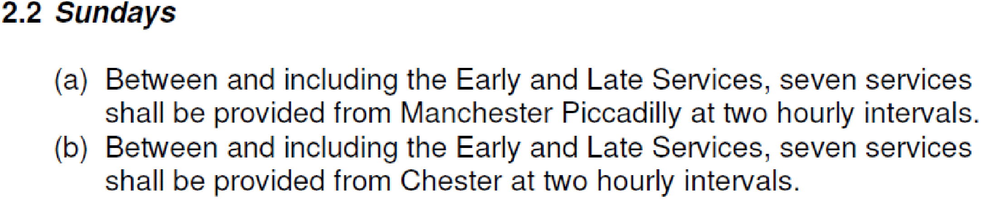 2.2 Sundays
(a) Between and including the Early and Late Services, seven services
shall be provided from Manchester Piccadilly at two hourly intervals.
(b) Between and including the Early and Late Services, seven services
shall be provided from Chester at two hourly intervals.